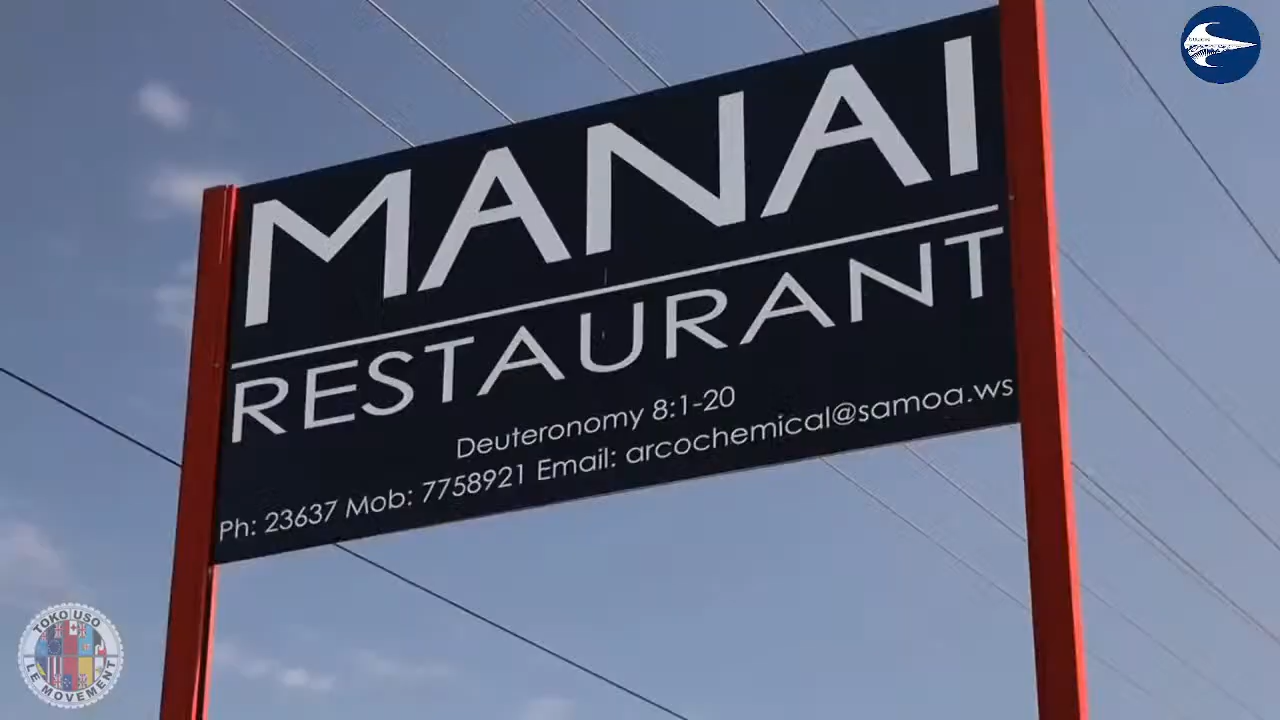 MANAI
RESTAURANT
Deuteronomy 8:1-20
Ph: 23637 Mob: 7758921 Email: arcochemical@samoa.ws
TOKO USO
LE MOVEMENT